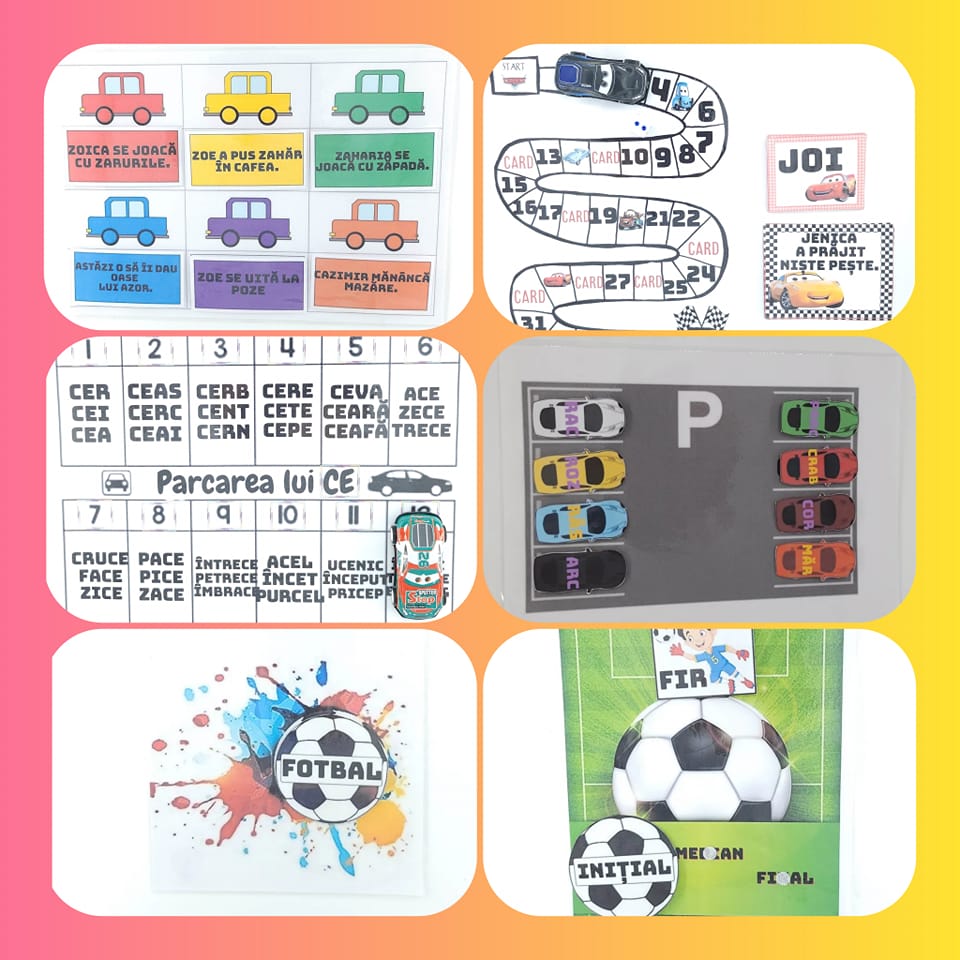 ZOICA SE JOACĂ
CU ZARURILE.
ZOE A PUS ZAHĂR
ÎN CAFEA.
ZAHARIA SE
JOACĂ CU ZĂPADĂ.
ASTĂZI O SĂ ÎI DAU
OASE
LUI AZOR.
ZOE SE UITĂ LA
POZE
CAZIMIR MĂNÂNCĂ
MAZĂRE.
START
4
6
7
8
9
10
CARD
13
CARD
15
16
17
CARD
19
21
22
CARD
24
25
CARD
27
CARD
31
JOI
JENICA
A PRĂJIT
NIȘTE PEȘTE.
1 2 3 4 5 6
CER CEAS CERB CERE CEVA ACE
CEI CERC CENT CETE CEARĂ ZECE
CEA CEAI CERN CEPE CEAFĂ TRECE
Parcarea lui CE
7 8 9 10 11
CRUCE PACE ÎNTRECE ACEL UCENIC
FACE PICE PETRECE ÎNCET ÎNCEPUT
ZICE ZACE ÎMBRACE PURCEL PRICEP
26
P
RAC
ROZ
ARC
CRAB
COR
MĂR
FOTBAL
FIR
INIȚIAL
MEDIAN
FINAL